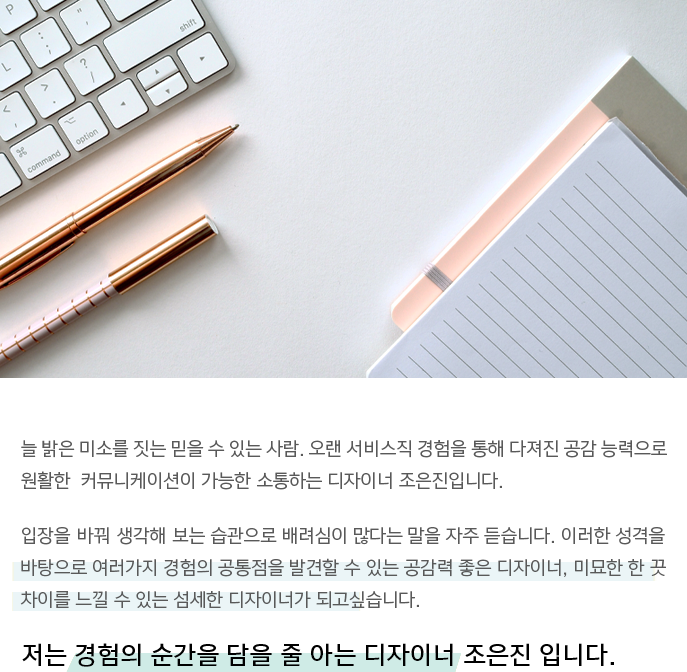 P
L
: ;
" '
shift
< ,
> .
? /
command
option
늘 밝은 미소를 짓는 믿을 수 있는 사람. 오랜 서비스직 경험을 통해 다져진 공감 능력으로
원활한  커뮤니케이션이 가능한 소통하는 디자이너 조은진입니다.
입장을 바꿔 생각해 보는 습관으로 배려심이 많다는 말을 자주 듣습니다. 이러한 성격을
바탕으로 여러가지 경험의 공통점을 발견할 수 있는 공감력 좋은 디자이너, 미묘한 한 끗
차이를 느낄 수 있는 섬세한 디자이너가 되고싶습니다.
저는 경험의 순간을 담을 줄 아는 디자이너 조은진 입니다.